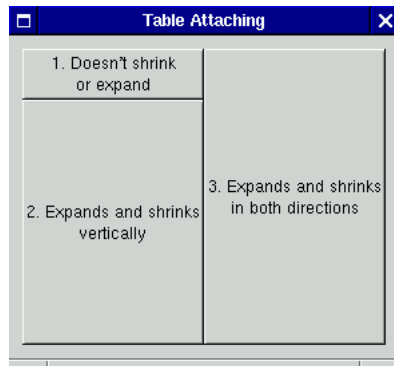 Table Attaching
1. Doesn't shrink
or expand
2. Expands and shrinks
vertically
3. Expands and shrinks
in both directions